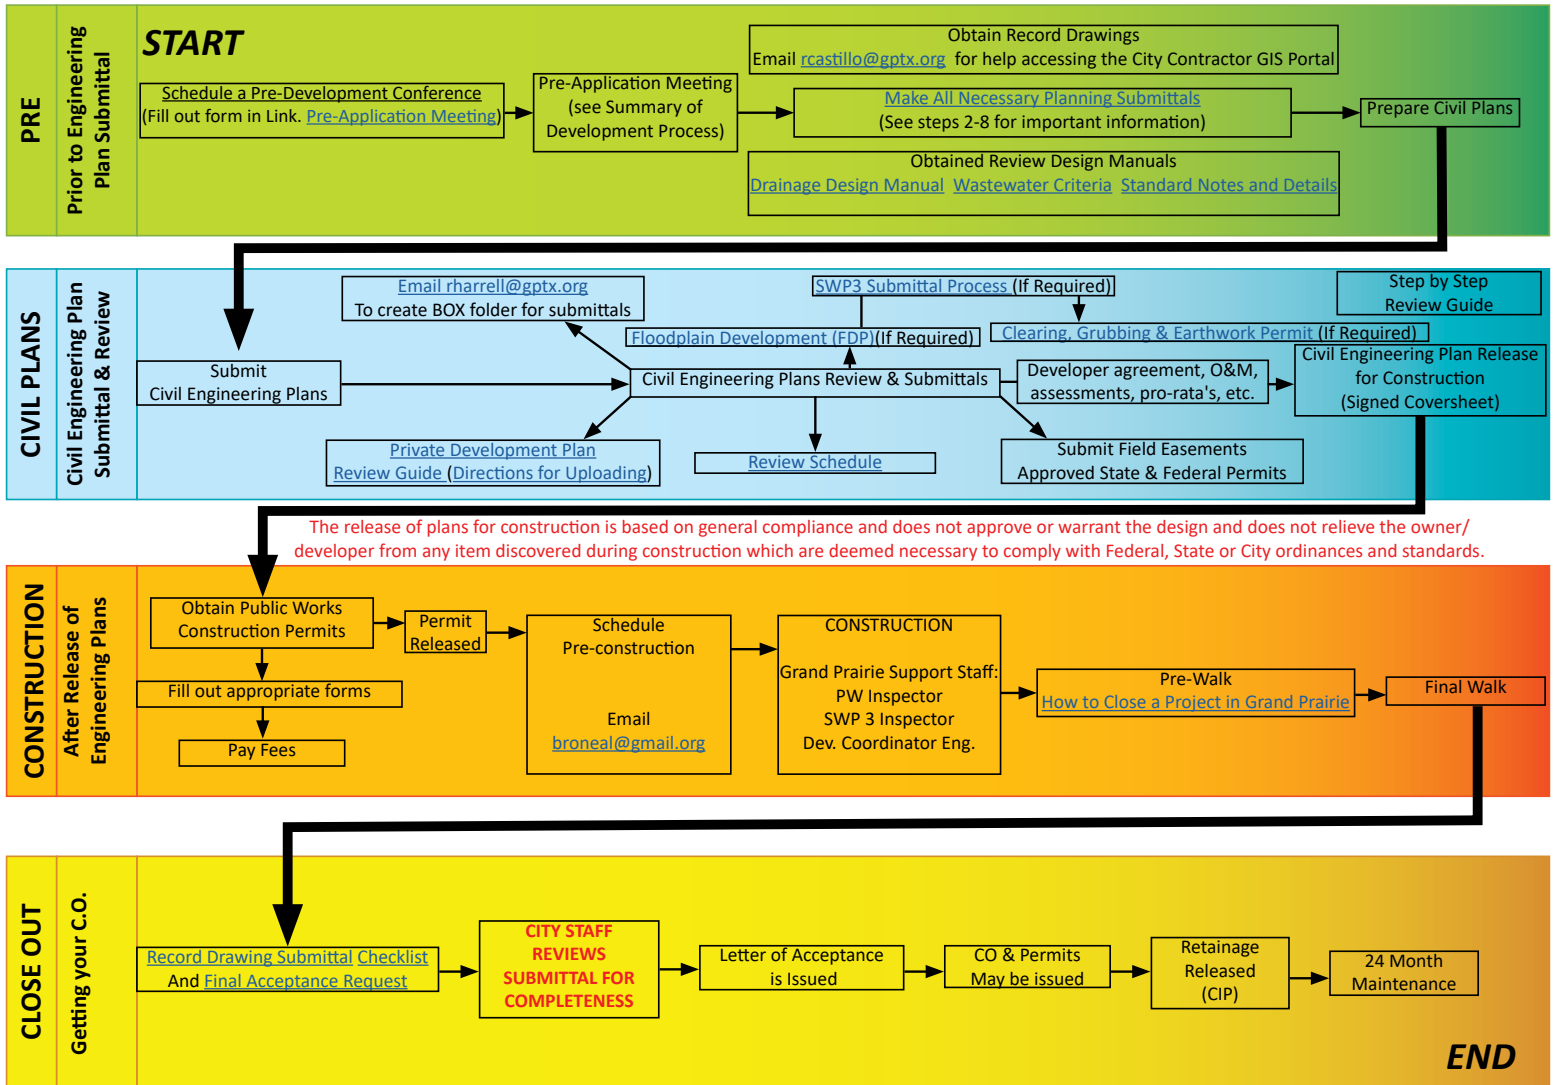 PRE
Prior to Engineering
Plan Submittal
START
Schedule a Pre-Development Conference
(Fill out form in Link. Pre-Application Meeting)
Pre-Application Meeting
(see Summary of
Development Process)
Obtain Record Drawings
Email rcastillo@gptx.org for help accessing the City Contractor GIS Portal
Make All Necessary Planning Submittals
(See steps 2-8 for important information)
Obtained Review Design Manuals
Drainage Design Manual Wastewater Criteria Standard Notes and Details
Prepare Civil Plans
CIVIL PLANS
Civil Engineering Plan
Submittal & Review
Submit
Civil Engineering Plans
Email rharrell@gptx.org
To create BOX folder for submittals
SWP3 Submittal Process (If Required)
Floodplain Development (FDP)(If Required)
Clearing, Grubbing & Earthwork Permit (If Required)
Step by Step
Review Guide
Civil Engineering Plans Review & Submittals
Developer agreement, O&M,
assessments, pro-rata's, etc.
Civil Engineering Plan Release
for Construction
(Signed Coversheet)
Private Development Plan
Review Guide (Directions for Uploading)
Review Schedule
Submit Field Easements
Approved State & Federal Permits
The release of plans for construction is based on general compliance and does not approve or warrant the design and does not relieve the owner/
developer from any item discovered during construction which are deemed necessary to comply with Federal, State or City ordinances and standards.
CONSTRUCTION
After Release of
Engineering Plans
Obtain Public Works
Construction Permits
Fill out appropriate forms
Pay Fees
Permit
Released
Schedule
Pre-construction
Email
broneal@gmail.org
CONSTRUCTION
Grand Prairie Support Staff:
PW Inspector
SWP 3 Inspector
Dev. Coordinator Eng.
Pre-Walk
How to Close a Project in Grand Prairie
Final Walk
CLOSE OUT
Getting your C.O.
Record Drawing Submittal Checklist
And Final Acceptance Request
CITY STAFF
REVIEWS
SUBMITTAL FOR
COMPLETENESS
Letter of Acceptance
is Issued
CO & Permits
May be issued
Retainage
Released
(CIP)
24 Month
Maintenance
END